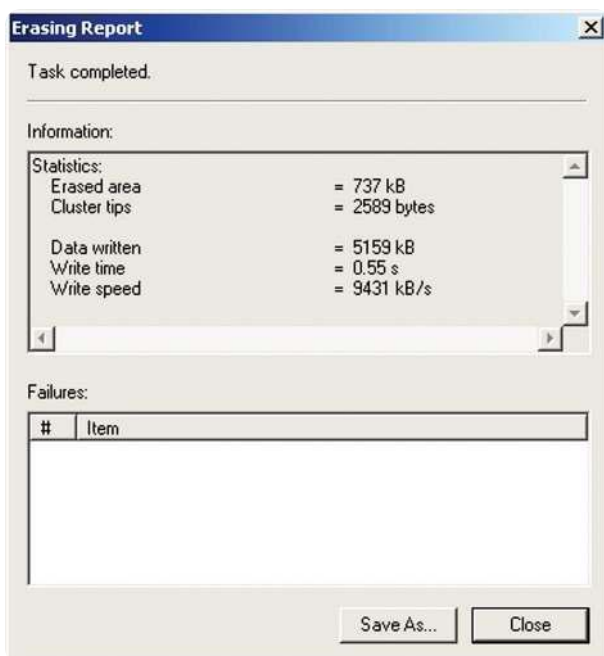 Erasing Report
Task completed.
Information:
Statistics:
Erased area = 737 kB
Cluster tips = 2589 bytes
Data written = 5159 kB
Write time = 0.55 s
Write speed = 9431 kB/s
Failures:
# Item
Save As... Close